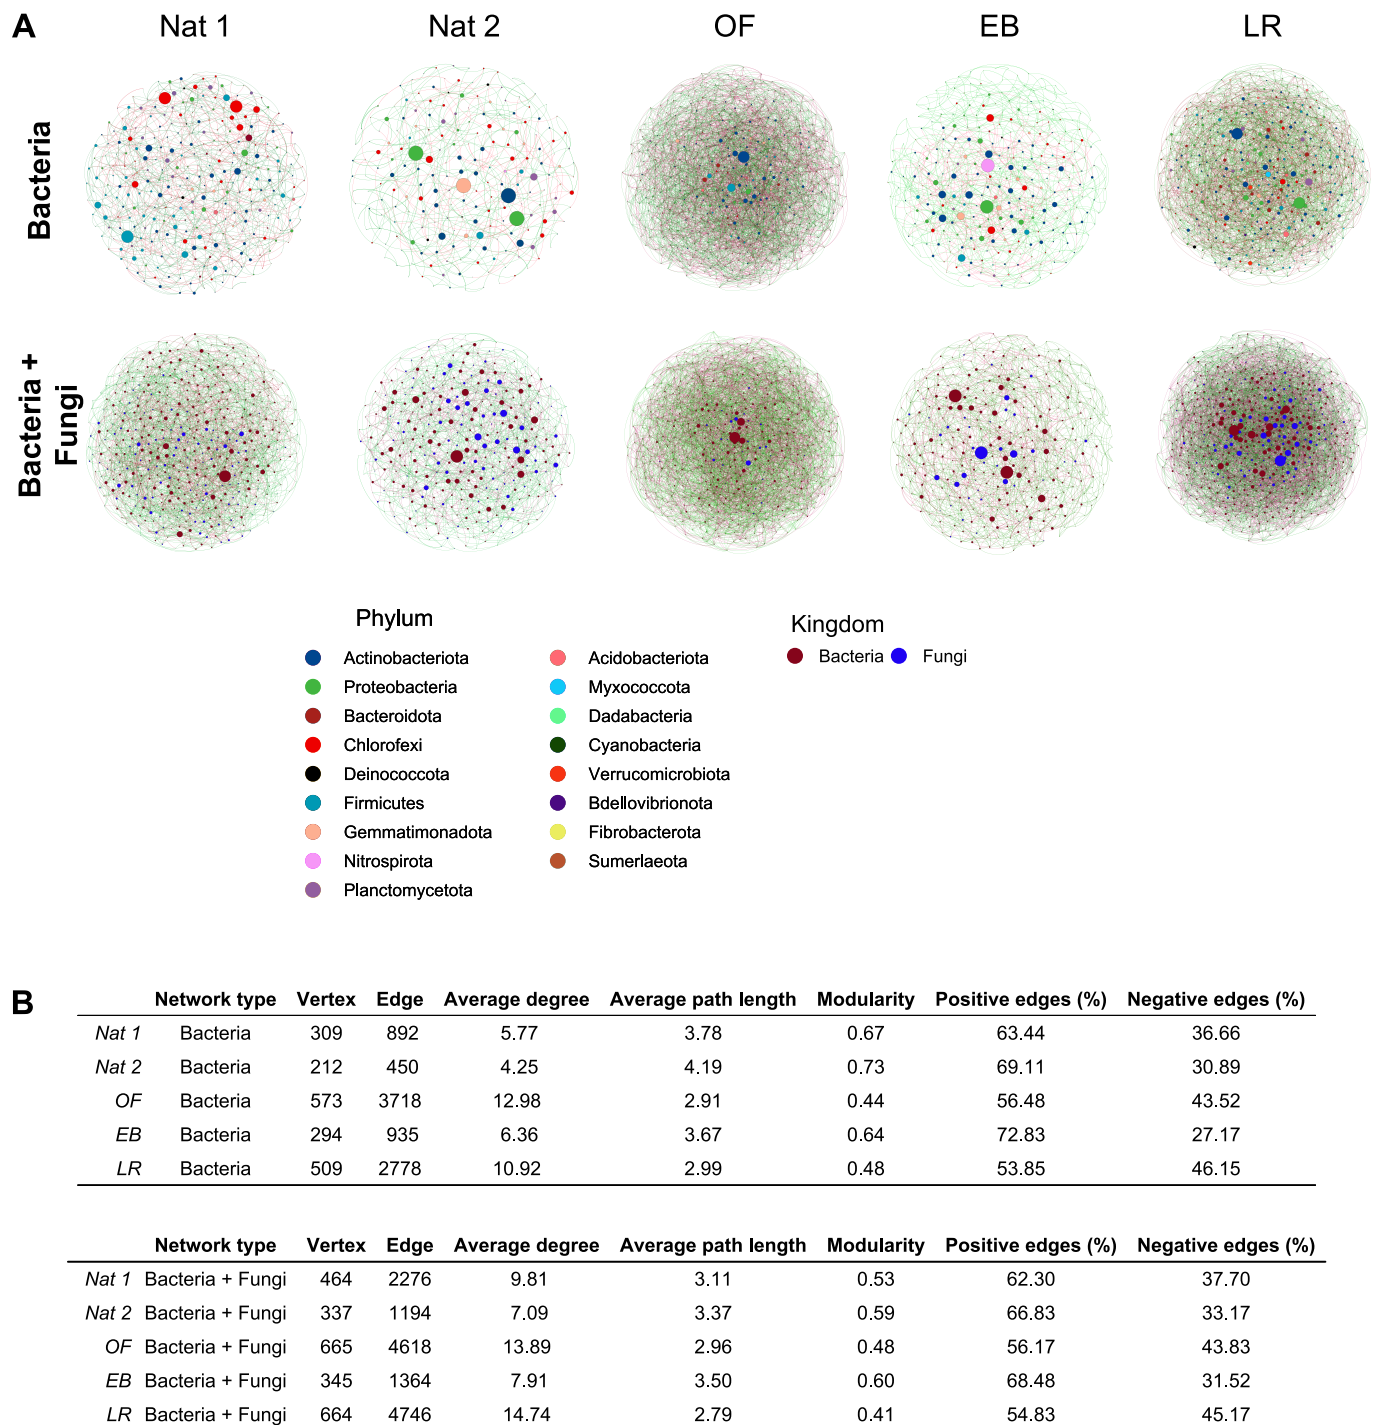 A
Nat 1 Nat 2 OF EB LR
Bacteria
Bacteria +
Fungi
Phylum
Actinobacteriota
Proteobacteria
Bacteroidota
Chlorofexi
Deinococcota
Firmicutes
Gemmatimonadota
Nitrospirota
Planctomycetota
Acidobacteriota
Myxococcota
Dadabacteria
Cyanobacteria
Verrucomicrobiota
Bdellovibrionota
Fibrobacterota
Sumerlaeota
Kingdom
Bacteria Fungi
B
Network type Vertex Edge Average degree Average path length Modularity Positive edges (%) Negative edges (%)
Nat 1 Bacteria 309 892 5.77 3.78 0.67 63.44 36.66
Nat 2 Bacteria 212 450 4.25 4.19 0.73 69.11 30.89
OF Bacteria 573 3718 12.98 2.91 0.44 56.48 43.52
EB Bacteria 294 935 6.36 3.67 0.64 72.83 27.17
LR Bacteria 509 2778 10.92 2.99 0.48 53.85 46.15
Network type Vertex Edge Average degree Average path length Modularity Positive edges (%) Negative edges (%)
Nat 1 Bacteria + Fungi 464 2276 9.81 3.11 0.53 62.30 37.70
Nat 2 Bacteria + Fungi 337 1194 7.09 3.37 0.59 66.83 33.17
OF Bacteria + Fungi 665 4618 13.89 2.96 0.48 56.17 43.83
EB Bacteria + Fungi 345 1364 7.91 3.50 0.60 68.48 31.52
LR Bacteria + Fungi 664 4746 14.74 2.79 0.41 54.83 45.17